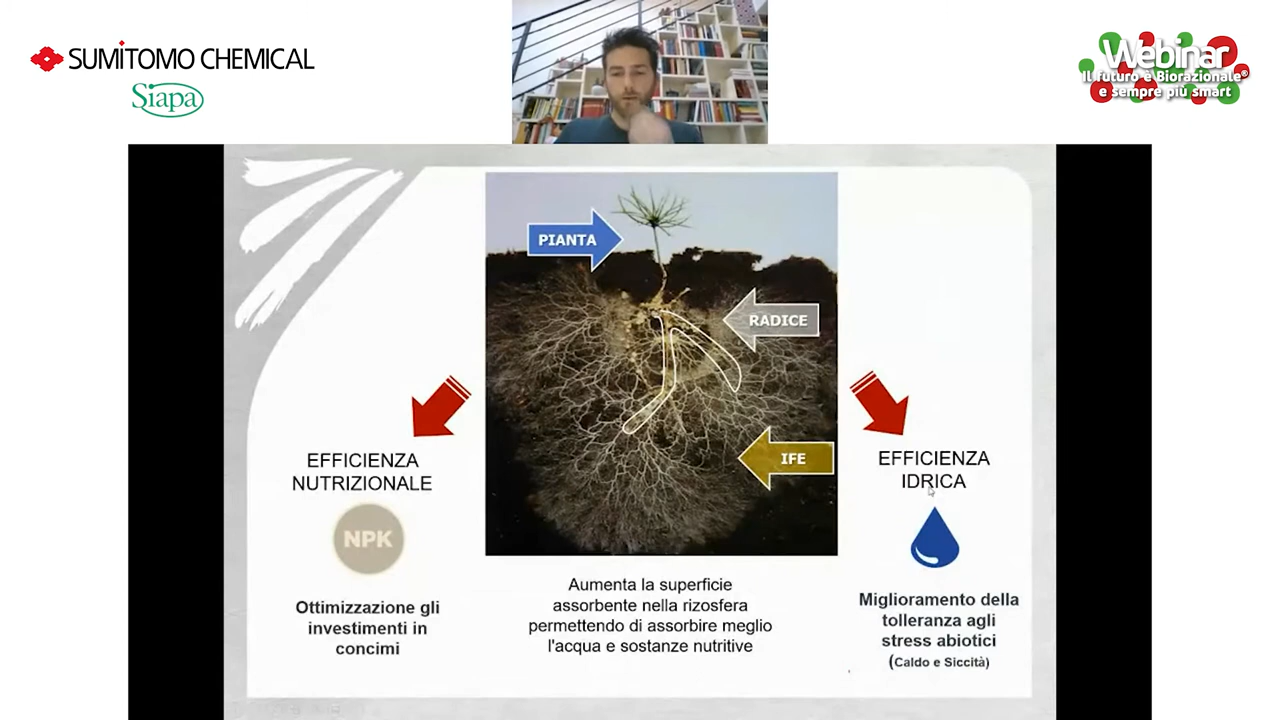 SUMITOMO CHEMICAL
Siapa
Webinar
Il futuro è Biorazionale®
e sempre più smart
PIANTA
RADICE
IFE
EFFICIENZA
NUTRIZIONALE
NPK
Ottimizzazione gli
investimenti in
concimi
Aumenta la superficie
assorbente nella rizosfera
permettendo di assorbire meglio
l'acqua e sostanze nutritive
EFFICIENZA
IDRICA
Miglioramento della
tolleranza agli
stress abiotici
(Caldo e Siccità)